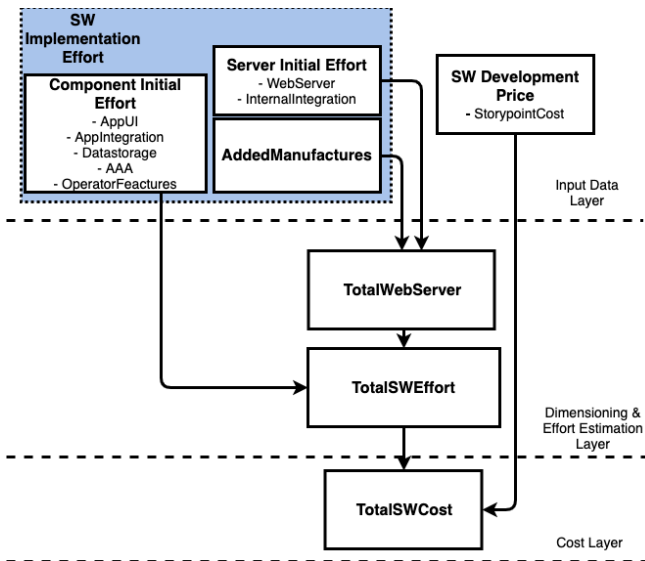 SW
Implementation
Effort
Component Initial
Effort
- AppUI
- AppIntegration
- Datastorage
- AAA
- OperatorFeactures
Server Initial Effort
- WebServer
- InternalIntegration
AddedManufactures
SW Development
Price
- StorypointCost
Input Data
Layer
TotalWebServer
TotalSWEffort
Dimensioning &
Effort Estimation
Layer
TotalSWCost
Cost Layer